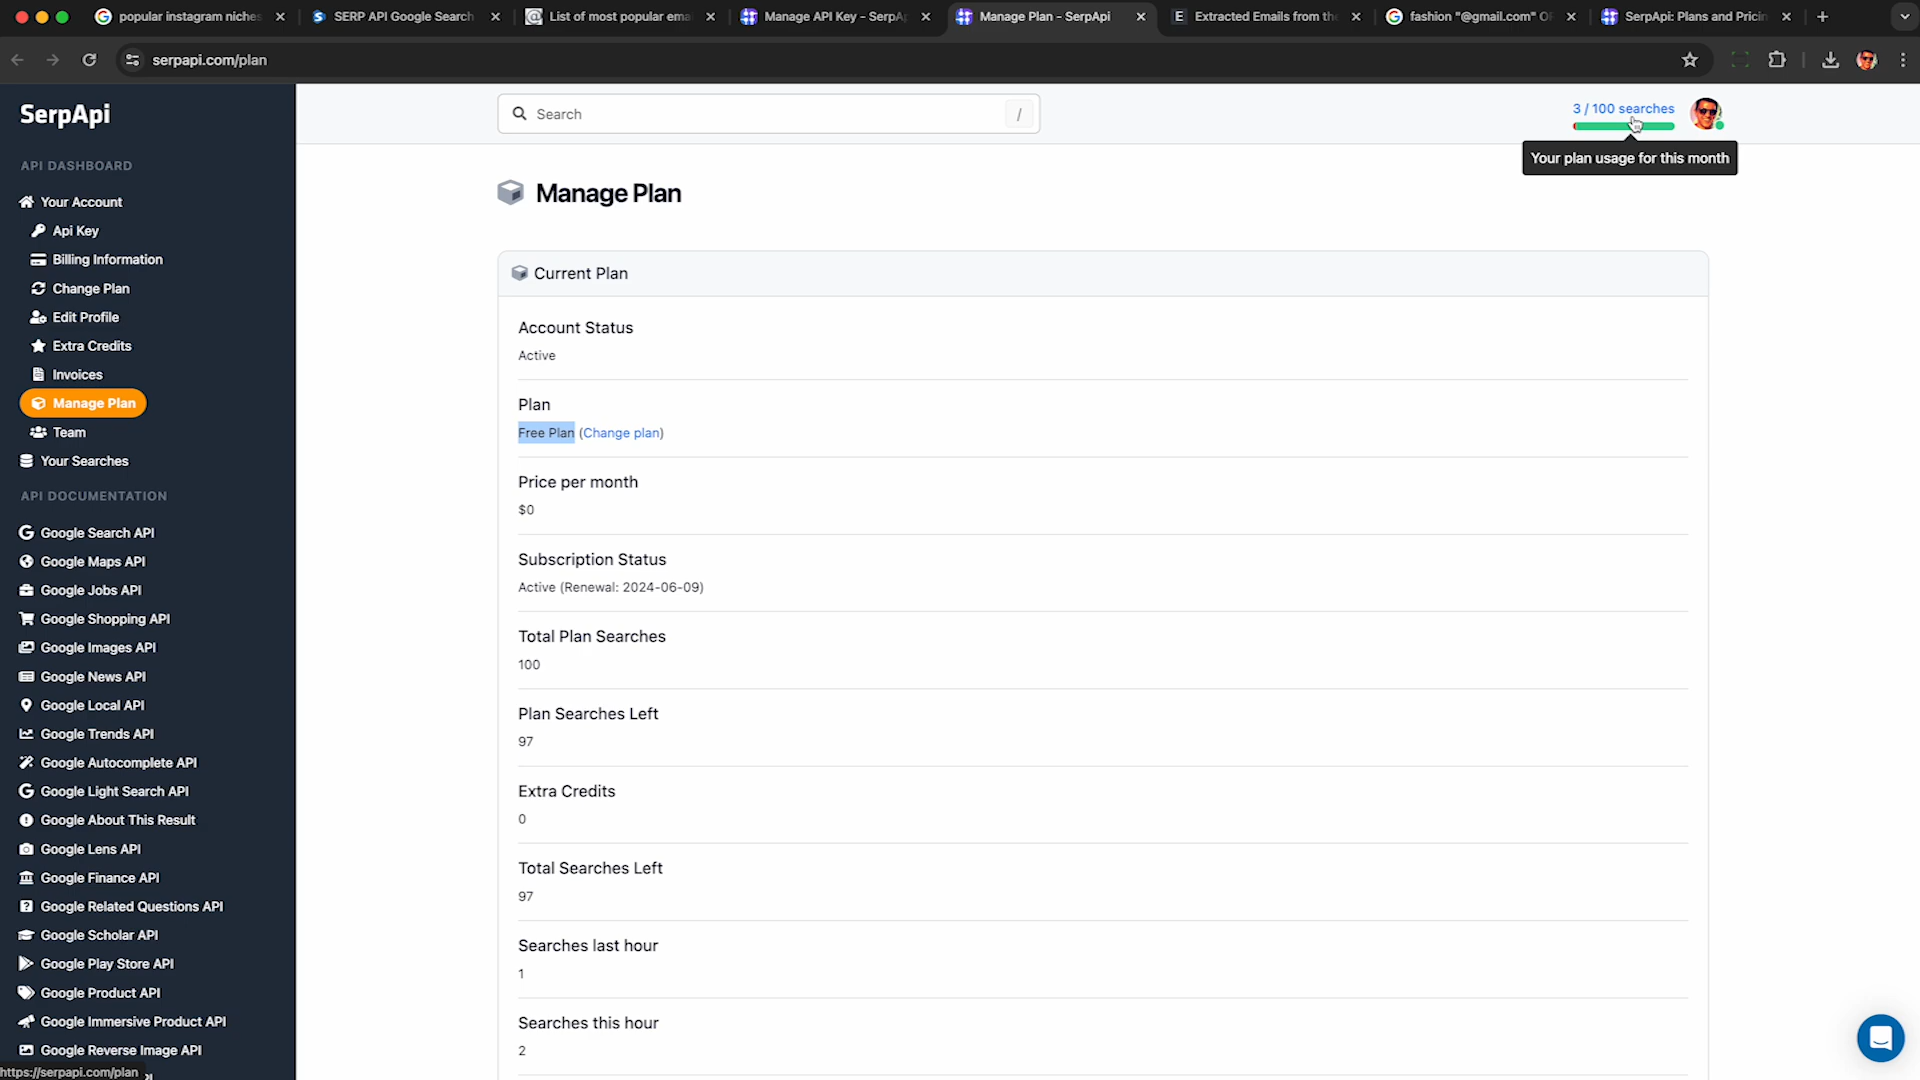 popular instagram niches
SERP API Google Search
List of most popular ema
Manage API Key - SerpAp
Manage Plan - SerpApi
Extracted Emails from the
fashion "@gmail.com" O
SerpApi: Plans and Pricin
serpapi.com/plan
SerpApi
Search
/
3 / 100 searches
Your plan usage for this month
API DASHBOARD
Your Account
Api Key
Billing Information
Change Plan
Edit Profile
Extra Credits
Invoices
Manage Plan
Team
Your Searches
API DOCUMENTATION
Google Search API
Google Maps API
Google Jobs API
Google Shopping API
Google Images API
Google News API
Google Local API
Google Trends API
Google Autocomplete API
Google Light Search API
Google About This Result
Google Lens API
Google Finance API
Google Related Questions API
Google Scholar API
Google Play Store API
Google Product API
Google Immersive Product API
Google Reverse Image API
https://serpapi.com/plan
Manage Plan
Current Plan
Account Status
Active
Plan
Free Plan (Change plan)
Price per month
$0
Subscription Status
Active (Renewal: 2024-06-09)
Total Plan Searches
100
Plan Searches Left
97
Extra Credits
0
Total Searches Left
97
Searches last hour
1
Searches this hour
2